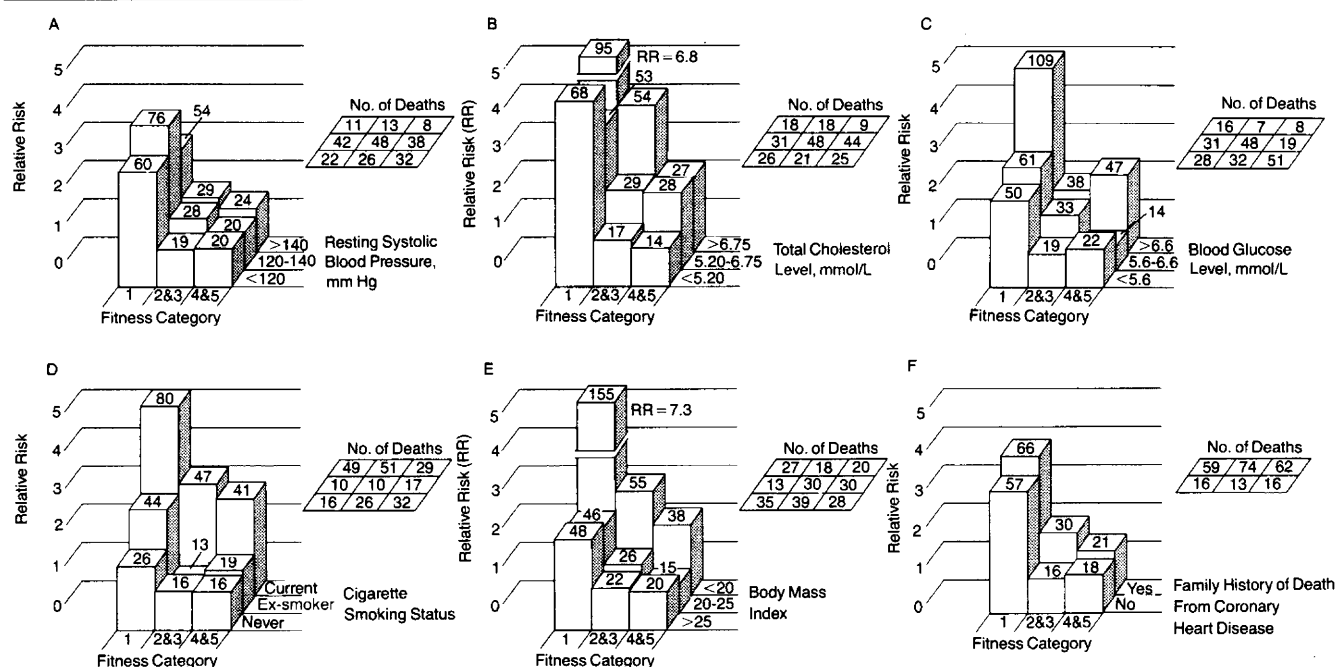 A
Relative Risk
5
4
3
2
1
0
76
54
60
29
24
28
20
19
20
No. of Deaths
11 13 8
42 48 38
22 26 32
>140
120-140
<120
Resting Systolic
Blood Pressure,
mm Hg
1 2&3 4&5
Fitness Category
B
Relative Risk (RR)
5
4
3
2
1
0
95
RR = 6.8
53
68
54
27
29
28
17
14
No. of Deaths
18 18 9
31 48 44
26 21 25
>6.75
5.20-6.75
<5.20
Total Cholesterol
Level, mmol/L
1 2&3 4&5
Fitness Category
C
Relative Risk
5
4
3
2
1
0
109
61
47
50
38
14
33
22
19
No. of Deaths
16 7 8
31 48 19
28 32 51
>6.6
5.6-6.6
<5.6
Blood Glucose
Level, mmol/L
1 2&3 4&5
Fitness Category
D
Relative Risk
5
4
3
2
1
0
80
47
41
44
13
19
26
16
16
No. of Deaths
49 51 29
10 10 17
16 26 32
Current
Ex-smoker
Never
Cigarette
Smoking Status
1 2&3 4&5
Fitness Category
E
Relative Risk (RR)
5
4
3
2
1
0
155
RR = 7.3
55
46
38
48
26
15
22
20
No. of Deaths
27 18 20
13 30 30
35 39 28
<20
20-25
>25
Body Mass
Index
1 2&3 4&5
Fitness Category
F
Relative Risk
5
4
3
2
1
0
66
57
30
21
16
18
No. of Deaths
59 74 62
16 13 16
Yes
No
Family History of Death
From Coronary
Heart Disease
1 2&3 4&5
Fitness Category